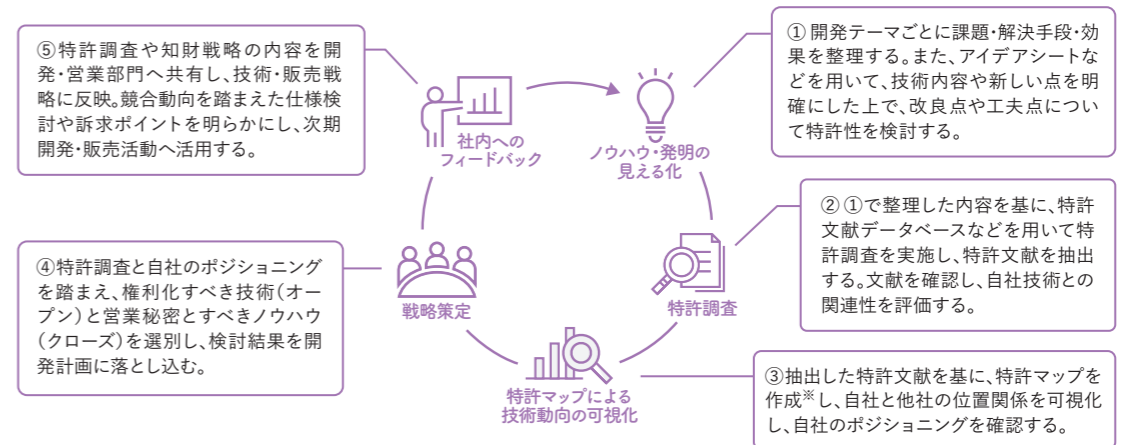 ⑤特許調査や知財戦略の内容を開
発・営業部門へ共有し、技術・販売戦
略に反映。競合動向を踏まえた仕様検
討や訴求ポイントを明らかにし、次期
開発・販売活動へ活用する。
社内への
フィードバック
ノウハウ・発明の
見える化
①開発テーマごとに課題・解決手段・効
果を整理する。また、アイデアシートな
どを用いて、技術内容や新しい点を明
確にした上で、改良点や工夫点につい
て特許性を検討する。
② ①で整理した内容を基に、特許
文献データベースなどを用いて特
許調査を実施し、特許文献を抽出
する。文献を確認し、自社技術との
関連性を評価する。
特許調査
④特許調査と自社のポジショニング
を踏まえ、権利化すべき技術(オー
プン)と営業秘密とすべきノウハウ
(クローズ)を選別し、検討結果を開
発計画に落とし込む。
戦略策定
特許マップによる
技術動向の可視化
③抽出した特許文献を基に、特許マップを
作成※し、自社と他社の位置関係を可視化
し、自社のポジショニングを確認する。